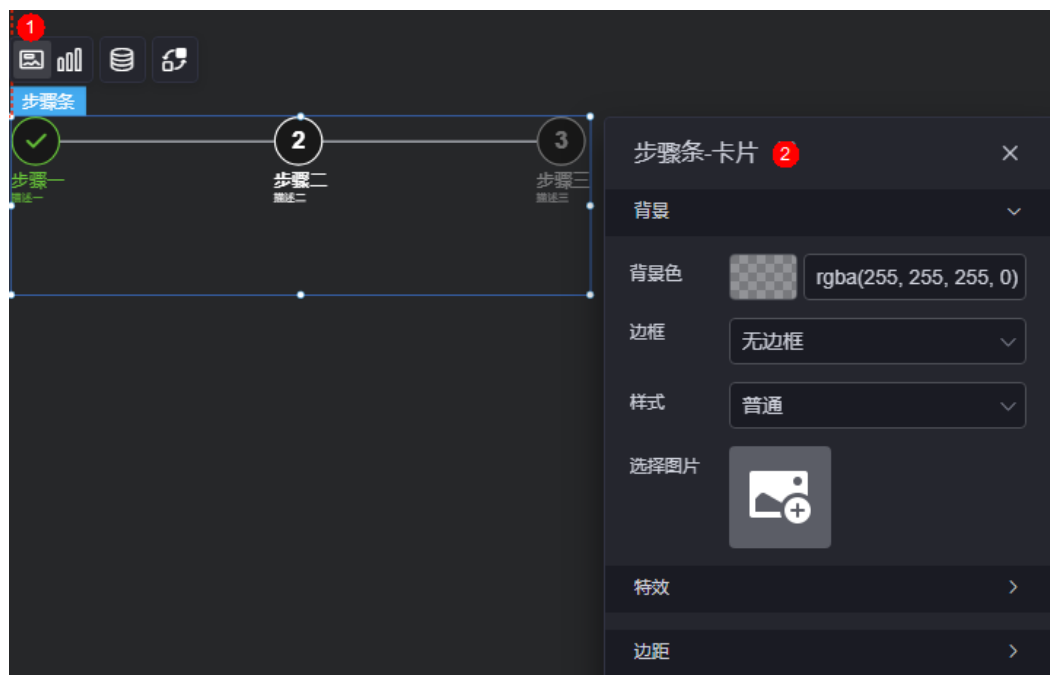 1
步骤条
2
3
步骤一
步骤二
步骤三
描述一
描述二
描述三
步骤条-卡片 2
背景
背景色
rgba(255, 255, 255, 0)
边框
无边框
样式
普通
选择图片
特效
边距